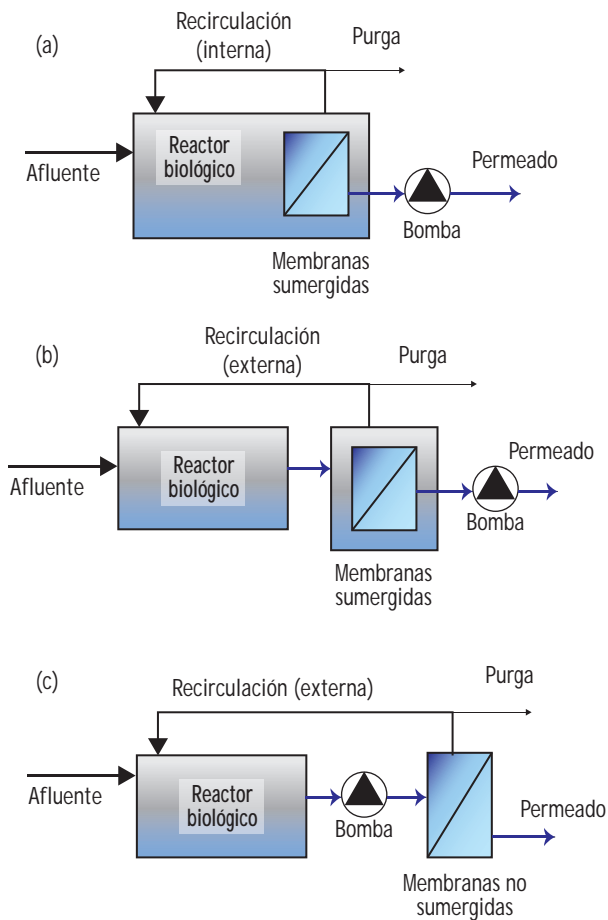 (a)
Recirculación
(interna)
Purga
Afluente
Reactor
biológico
Permeado
Bomba
Membranas
sumergidas
(b)
Recirculación
(externa)
Purga
Afluente
Reactor
biológico
Permeado
Bomba
Membranas
sumergidas
(c)
Recirculación (externa)
Purga
Afluente
Reactor
biológico
Bomba
Permeado
Membranas no
sumergidas